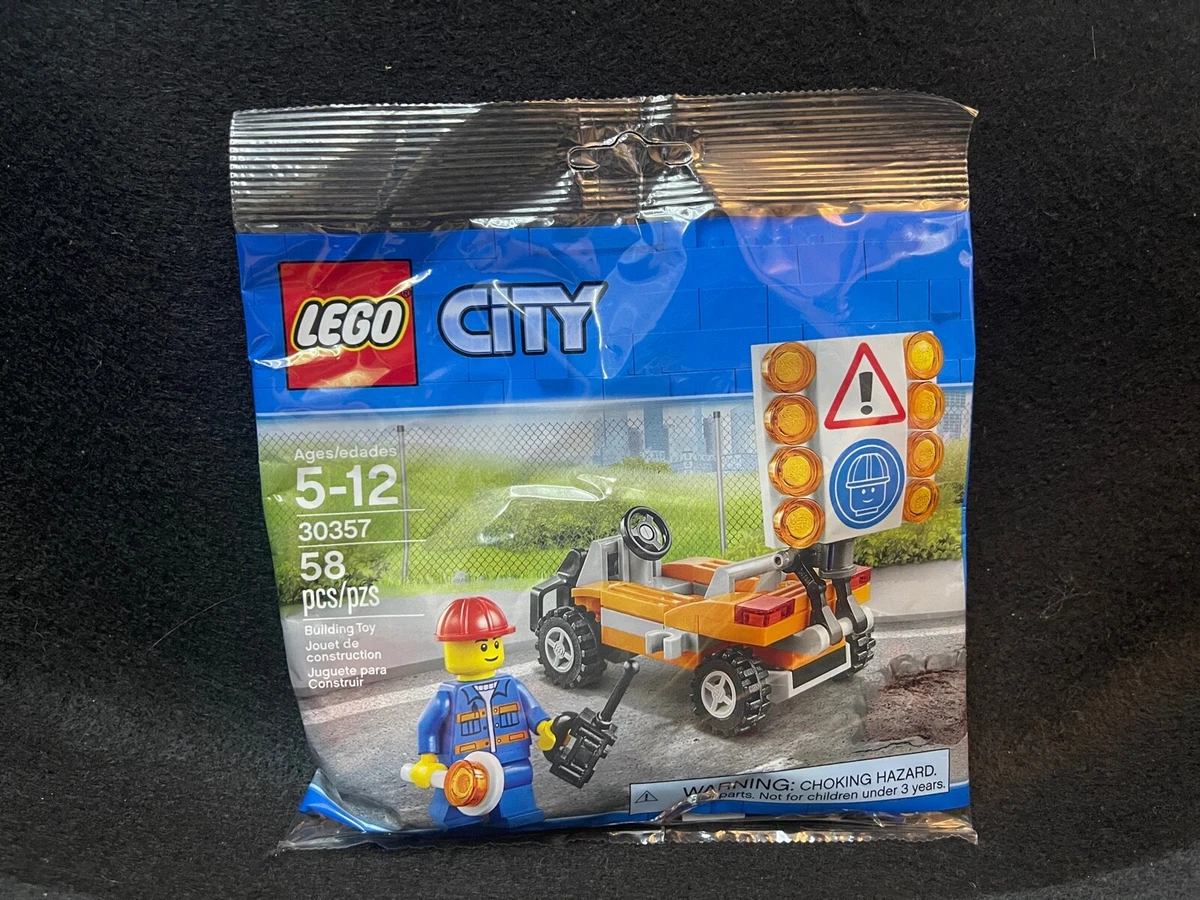 LEGO®
CITY
Ages/edades
5-12
30357
58
pcs/pzs
Building Toy
Jouet de
construction
Juguete para
Construir
WARNING: CHOKING HAZARD.
parts. Not for children under 3 years.